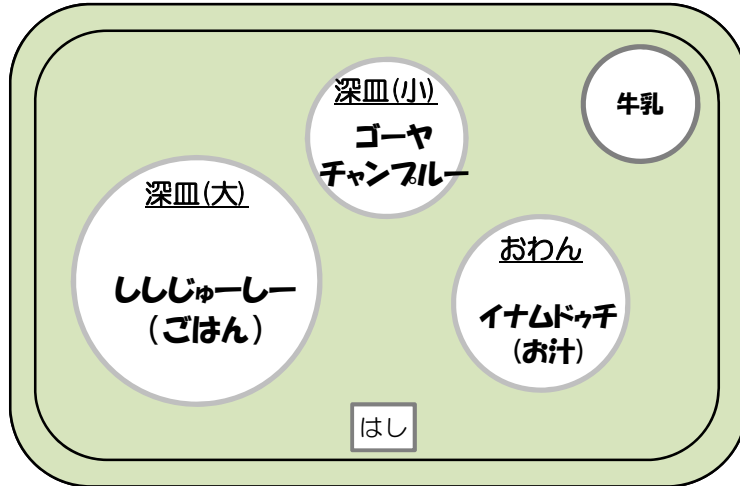 深皿(小)
ゴーヤ
チャンプルー
牛乳
深皿(大)
ししじゅーしー
(ごはん)
おわん
イナムドゥチ
(お汁)
はし